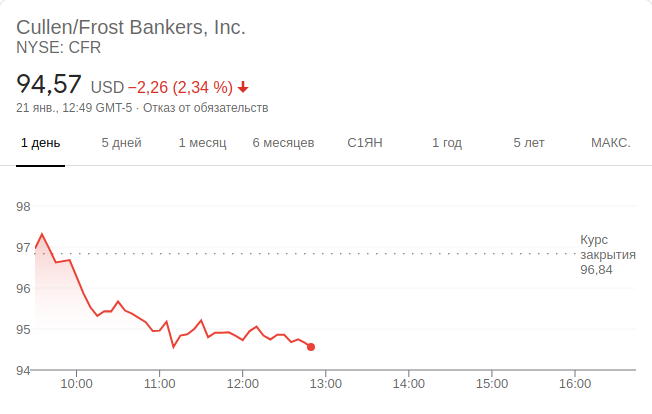 Cullen/Frost Bankers, Inc.
NYSE: CFR
94,57 USD −2,26 (2,34 %)
21 янв., 12:49 GMT-5 · Отказ от обязательств
1 день 5 дней 1 месяц 6 месяцев С1ЯН 1 год 5 лет МАКС.
98
97
96
95
94
Курс
закрытия
96,84
10:00 11:00 12:00 13:00 14:00 15:00 16:00